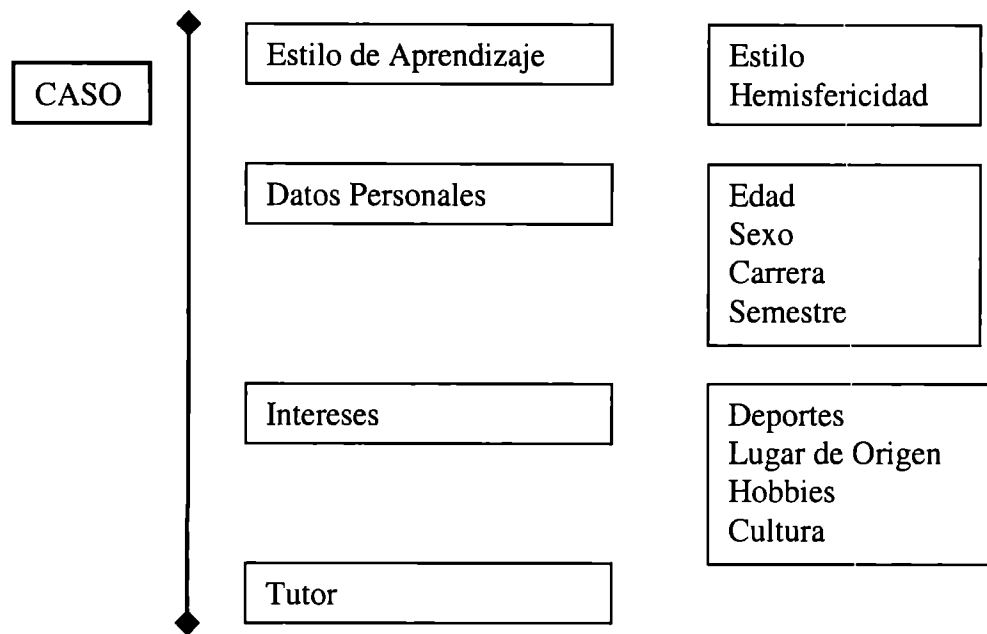 CASO
Estilo de Aprendizaje
Estilo
Hemisfericidad
Datos Personales
Edad
Sexo
Carrera
Semestre
Intereses
Deportes
Lugar de Origen
Hobbies
Cultura
Tutor